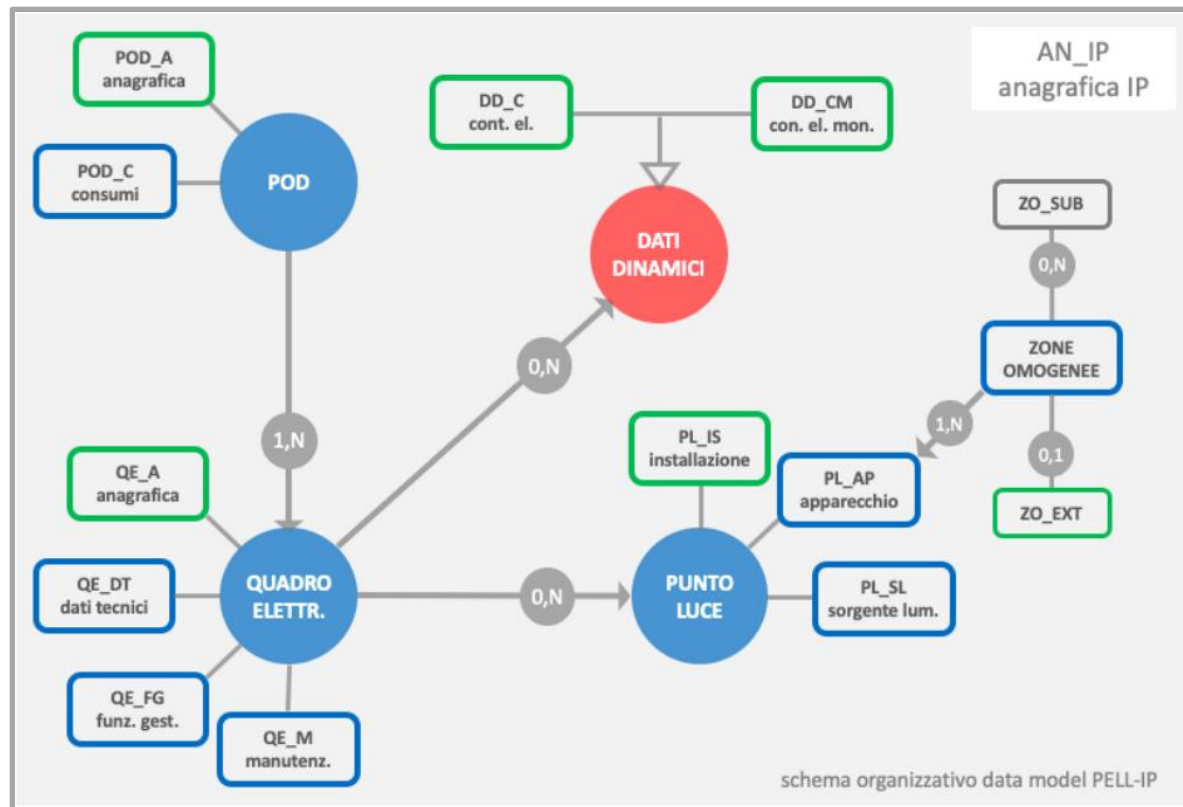 POD_A
anagrafica
AN_IP
anagrafica IP
DD_C
cont. el.
DD_CM
con. el. mon.
POD_C
consumi
POD
ZO_SUB
DATI
DINAMICI
0,N
ZONE
OMOGENEE
0,N
1,N
1,N
PL_IS
installazione
0,1
QE_A
anagrafica
PL_AP
apparecchio
ZO_EXT
QE_DT
dati tecnici
QUADRO
ELETTR.
0,N
PUNTO
LUCE
PL_SL
sorgente lum.
QE_FG
funz. gest.
QE_M
manutenz.
schema organizzativo data model PELL-IP